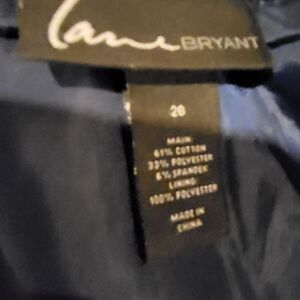 Lane BRYANT
28
MAIN:
61% COTTON
33% POLYESTER
6% SPANDEX
LINING:
100% POLYESTER
MADE IN
CHINA